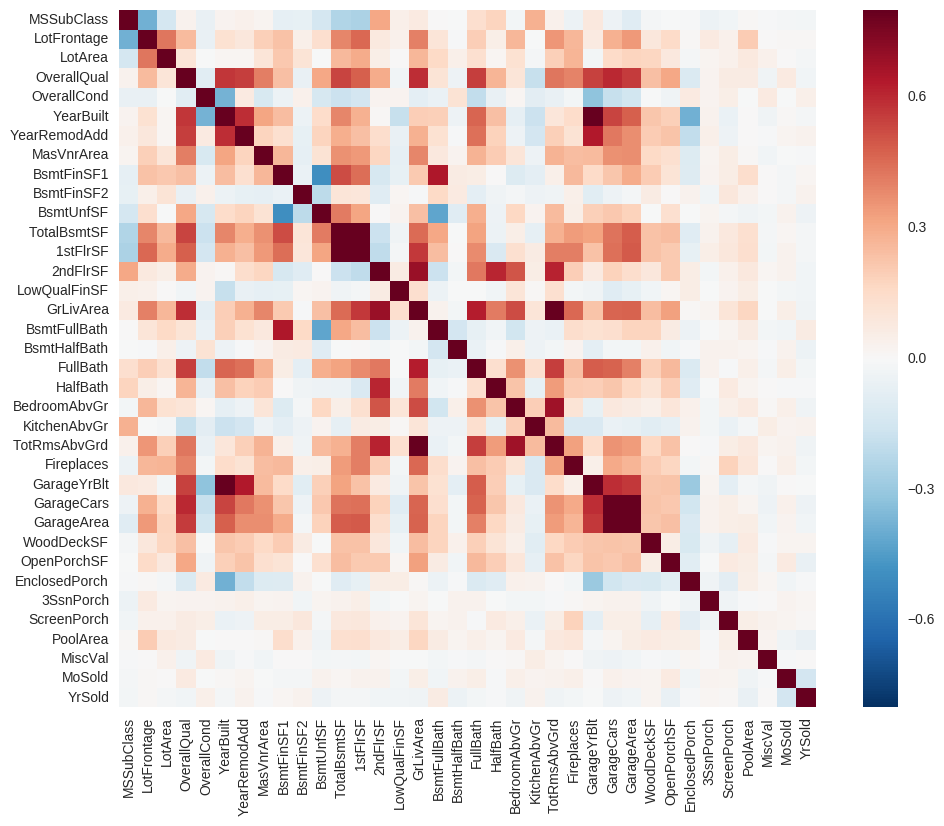 MSSubClass
LotFrontage
LotArea
OverallQual
OverallCond
YearBuilt
YearRemodAdd
MasVnrArea
BsmtFinSF1
BsmtFinSF2
BsmtUnfSF
TotalBsmtSF
1stFlrSF
2ndFlrSF
LowQualFinSF
GrLivArea
BsmtFullBath
BsmtHalfBath
FullBath
HalfBath
BedroomAbvGr
KitchenAbvGr
TotRmsAbvGrd
Fireplaces
GarageYrBlt
GarageCars
GarageArea
WoodDeckSF
OpenPorchSF
EnclosedPorch
3SsnPorch
ScreenPorch
PoolArea
MiscVal
MoSold
YrSold
MSSubClass
LotFrontage
LotArea
OverallQual
OverallCond
YearBuilt
YearRemodAdd
MasVnrArea
BsmtFinSF1
BsmtFinSF2
BsmtUnfSF
TotalBsmtSF
1stFlrSF
2ndFlrSF
LowQualFinSF
GrLivArea
BsmtFullBath
BsmtHalfBath
FullBath
HalfBath
BedroomAbvGr
KitchenAbvGr
TotRmsAbvGrd
Fireplaces
GarageYrBlt
GarageCars
GarageArea
WoodDeckSF
OpenPorchSF
EnclosedPorch
3SsnPorch
ScreenPorch
PoolArea
MiscVal
MoSold
YrSold
0.6
0.3
0.0
−0.3
−0.6